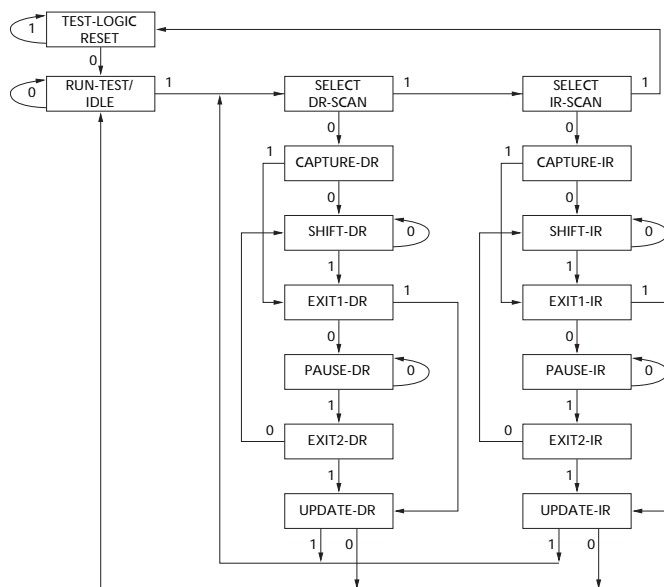 TEST-LOGIC
RESET
1
0
RUN-TEST/
IDLE
0
1
SELECT
DR-SCAN
1
SELECT
IR-SCAN
1
0
0
1
CAPTURE-DR
1
CAPTURE-IR
0
0
SHIFT-DR
0
SHIFT-IR
0
1
1
EXIT1-DR
1
EXIT1-IR
1
0
0
PAUSE-DR
0
PAUSE-IR
0
1
1
0
EXIT2-DR
0
EXIT2-IR
1
1
UPDATE-DR
UPDATE-IR
1
0
1
0